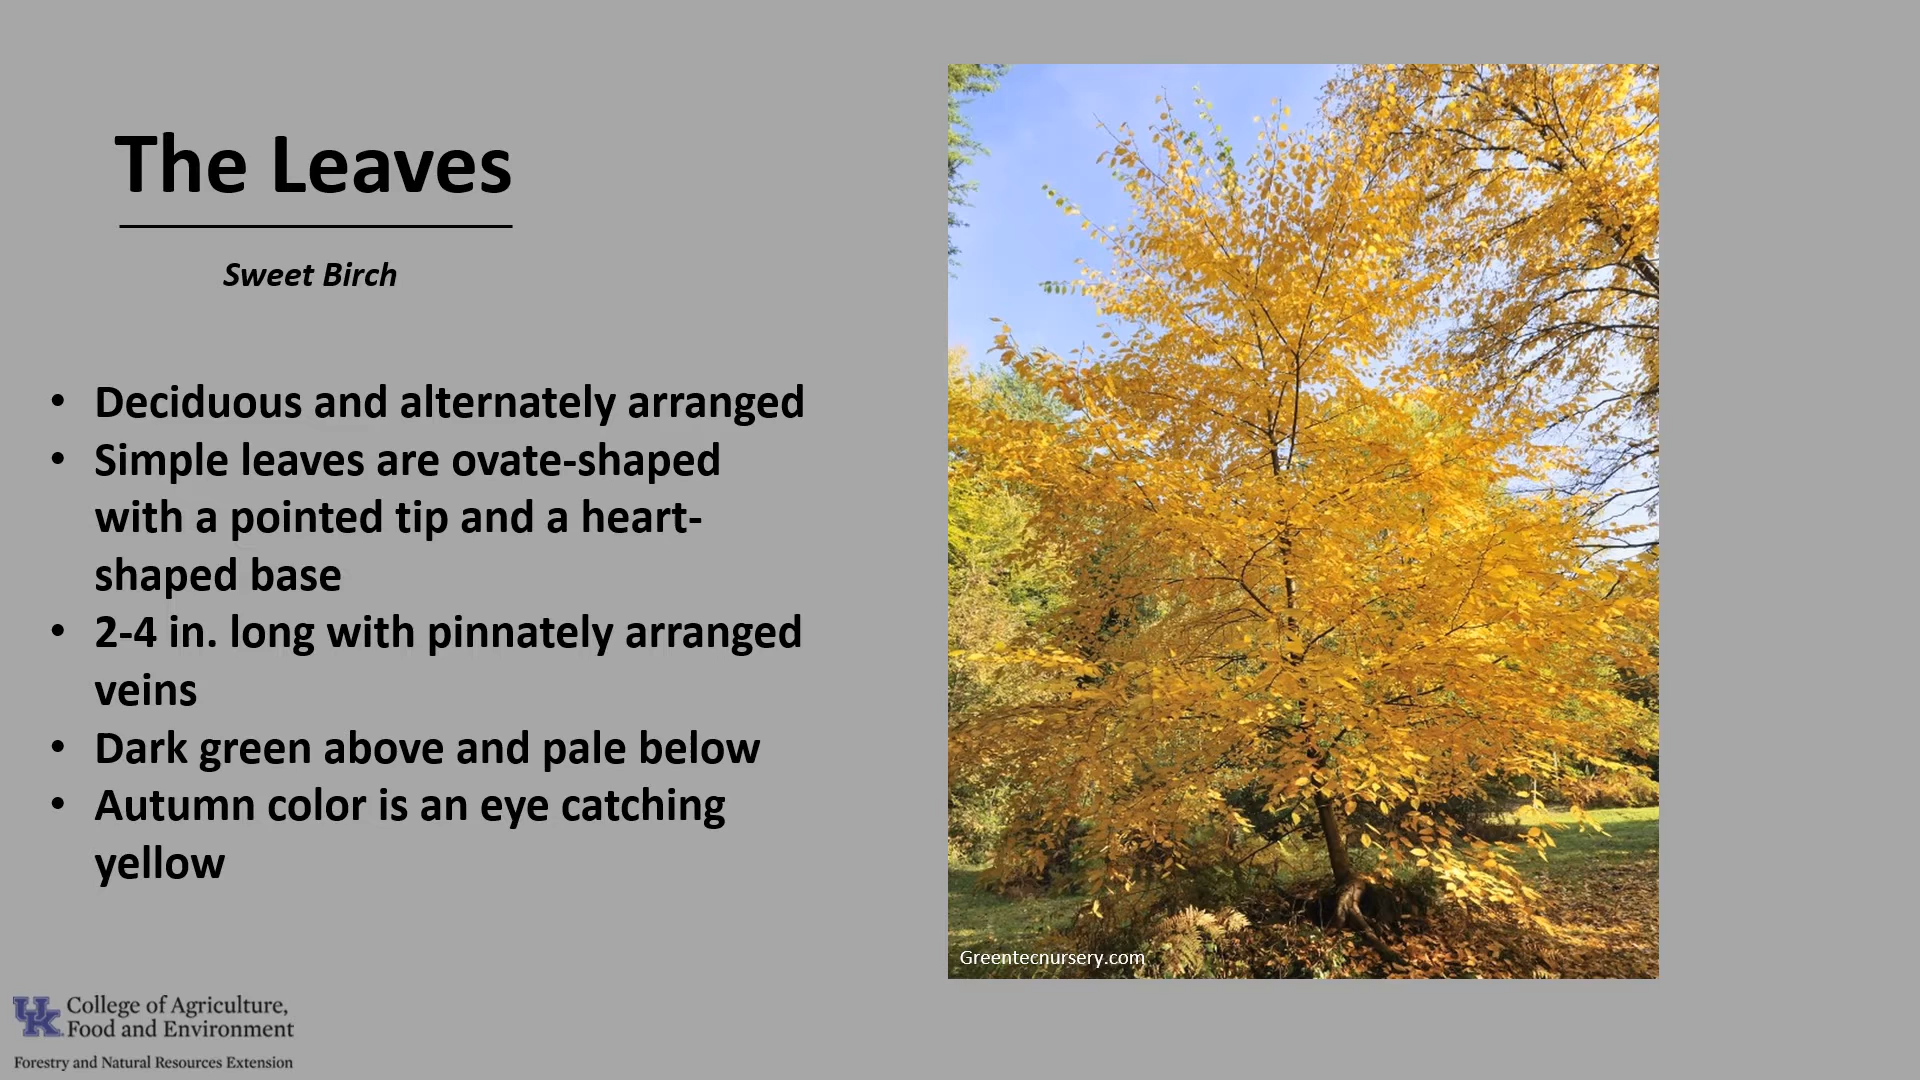 The Leaves
Sweet Birch
• Deciduous and alternately arranged
• Simple leaves are ovate-shaped
with a pointed tip and a heart-
shaped base
• 2-4 in. long with pinnately arranged
veins
• Dark green above and pale below
• Autumn color is an eye catching
yellow
Greentecnursery.com
UK College of Agriculture,
Food and Environment
Forestry and Natural Resources Extension